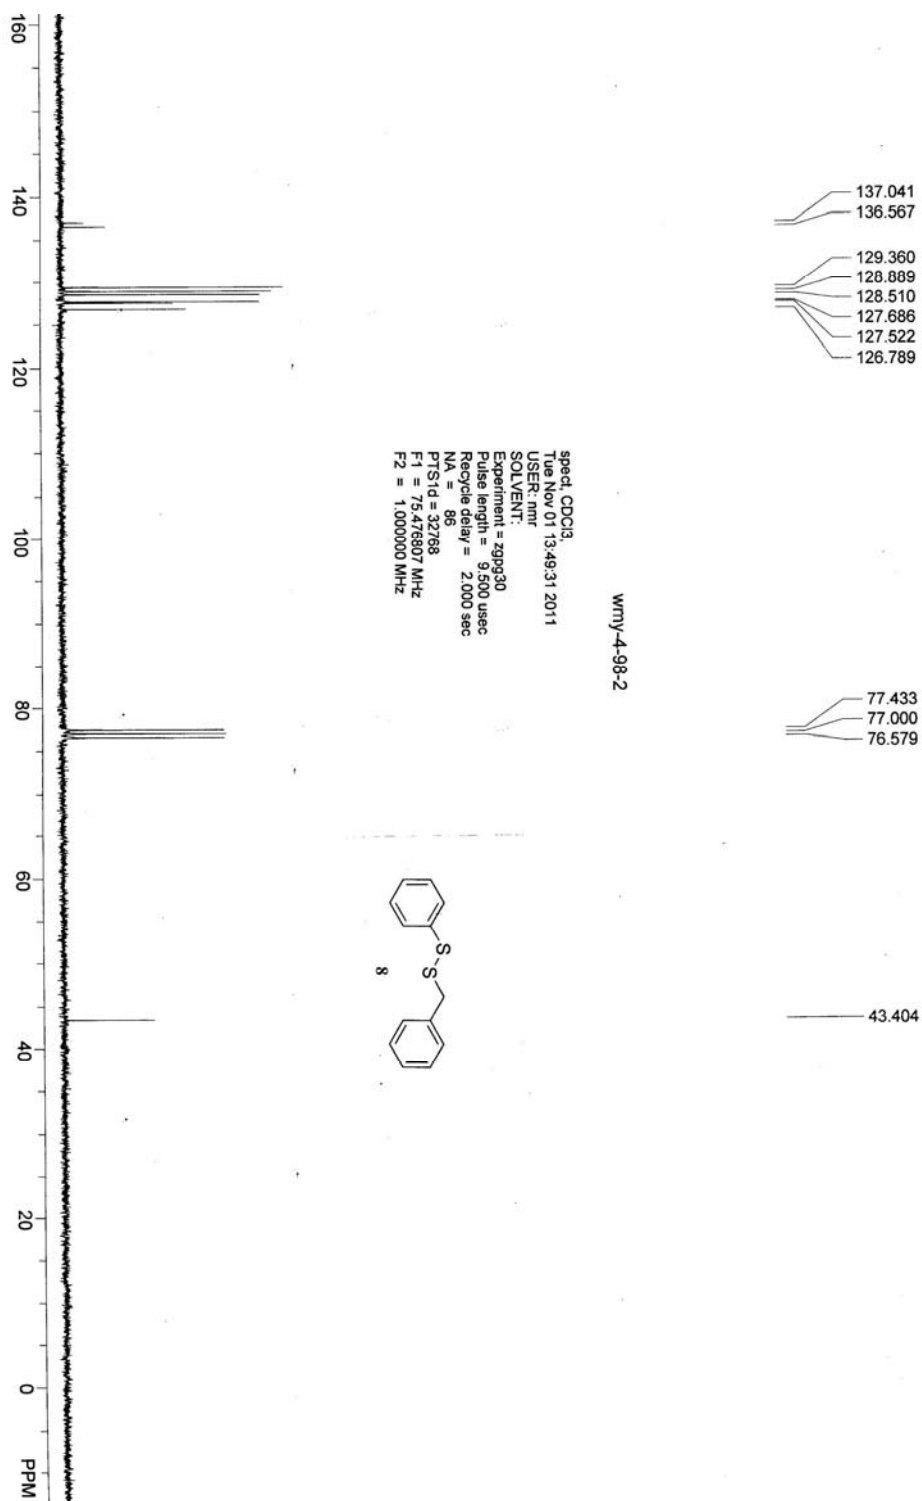 137.041
136.567
129.360
128.889
128.510
127.686
127.522
126.789
77.433
77.000
76.579
43.404
wmy-4-98-2
spect, CDCl3,
Tue Nov 01 13:49:31 2011
USER: nmr
SOLVENT:
Experiment = zgpg30
Pulse length = 9.500 usec
Recycle delay = 2.000 sec
NA = 86
PTS1d = 32768
F1 = 75.476807 MHz
F2 = 1.000000 MHz
S
S
8
160
140
120
100
80
60
40
20
0
PPM